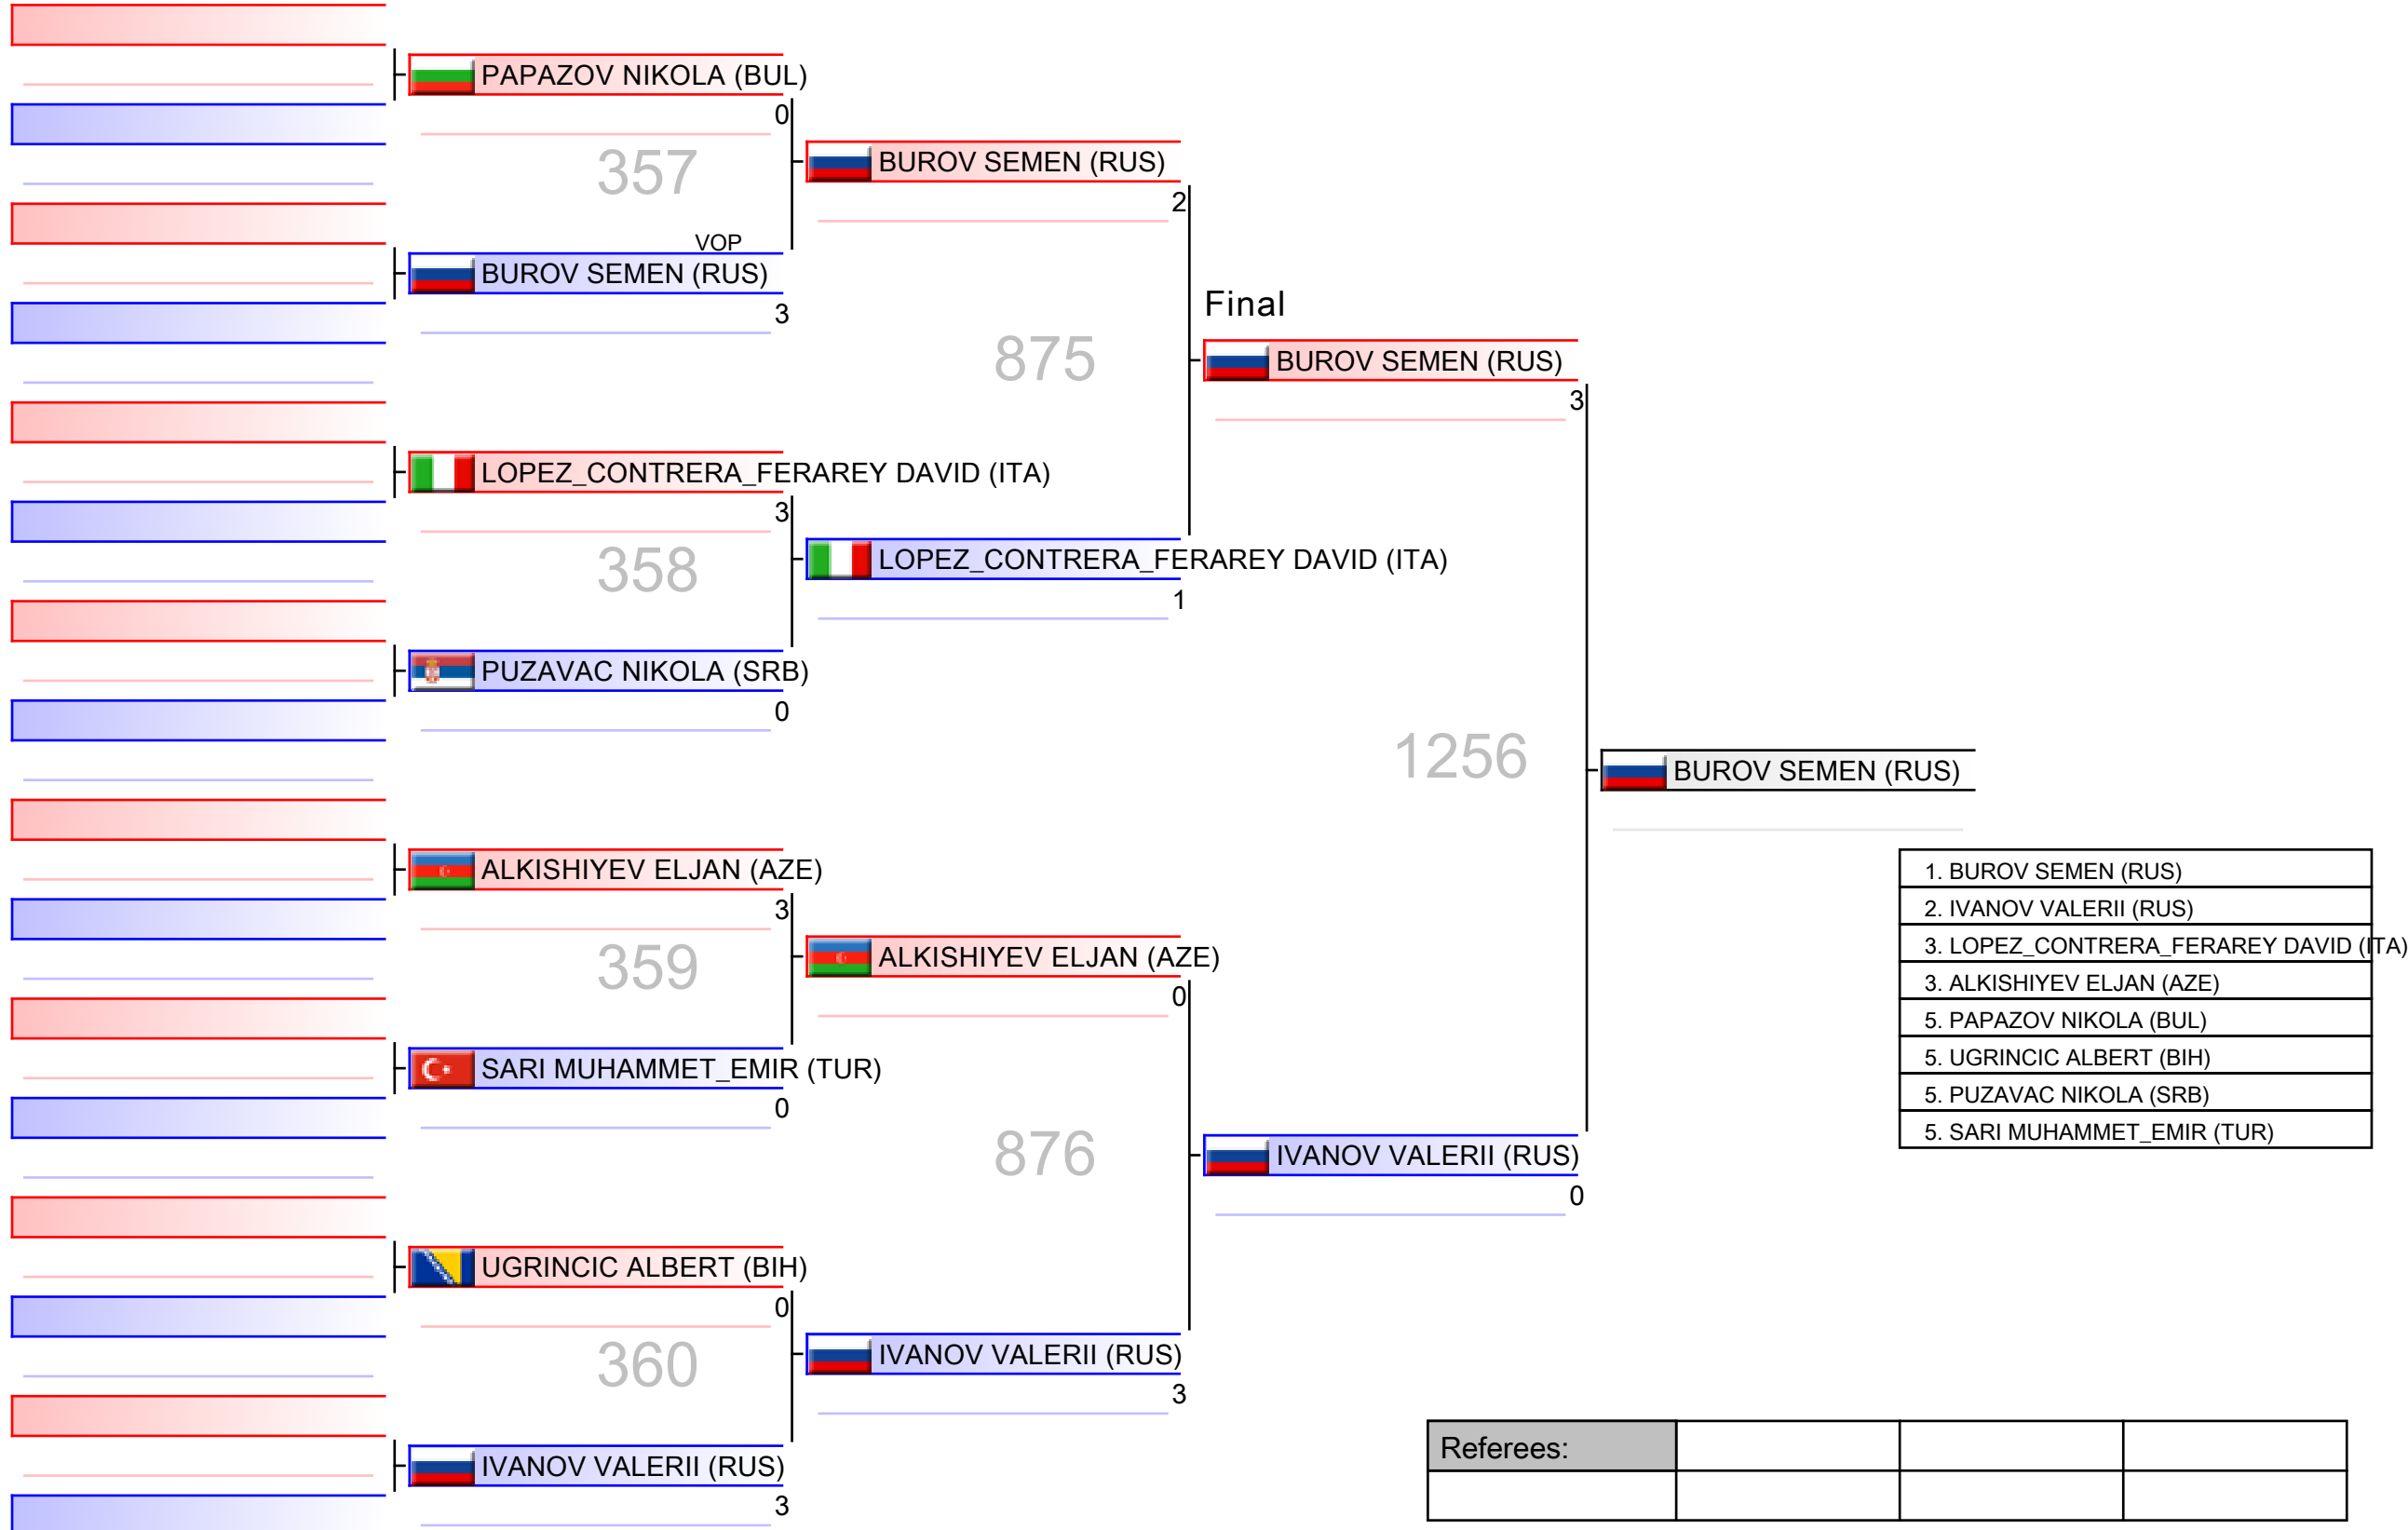 PAPAZOV NIKOLA (BUL)
0
357
VOP
BUROV SEMEN (RUS)
3
LOPEZ_CONTRERA_FERAREY DAVID (ITA)
3
358
PUZAVAC NIKOLA (SRB)
0
ALKISHIYEV ELJAN (AZE)
3
359
SARI MUHAMMET_EMIR (TUR)
0
UGRINCIC ALBERT (BIH)
0
360
IVANOV VALERII (RUS)
3
BUROV SEMEN (RUS)
2
875
LOPEZ_CONTRERA_FERAREY DAVID (ITA)
1
ALKISHIYEV ELJAN (AZE)
0
876
IVANOV VALERII (RUS)
3
Final
BUROV SEMEN (RUS)
3
1256
IVANOV VALERII (RUS)
0
BUROV SEMEN (RUS)
1. BUROV SEMEN (RUS)
2. IVANOV VALERII (RUS)
3. LOPEZ_CONTRERA_FERAREY DAVID (ITA)
3. ALKISHIYEV ELJAN (AZE)
5. PAPAZOV NIKOLA (BUL)
5. UGRINCIC ALBERT (BIH)
5. PUZAVAC NIKOLA (SRB)
5. SARI MUHAMMET_EMIR (TUR)
Referees: